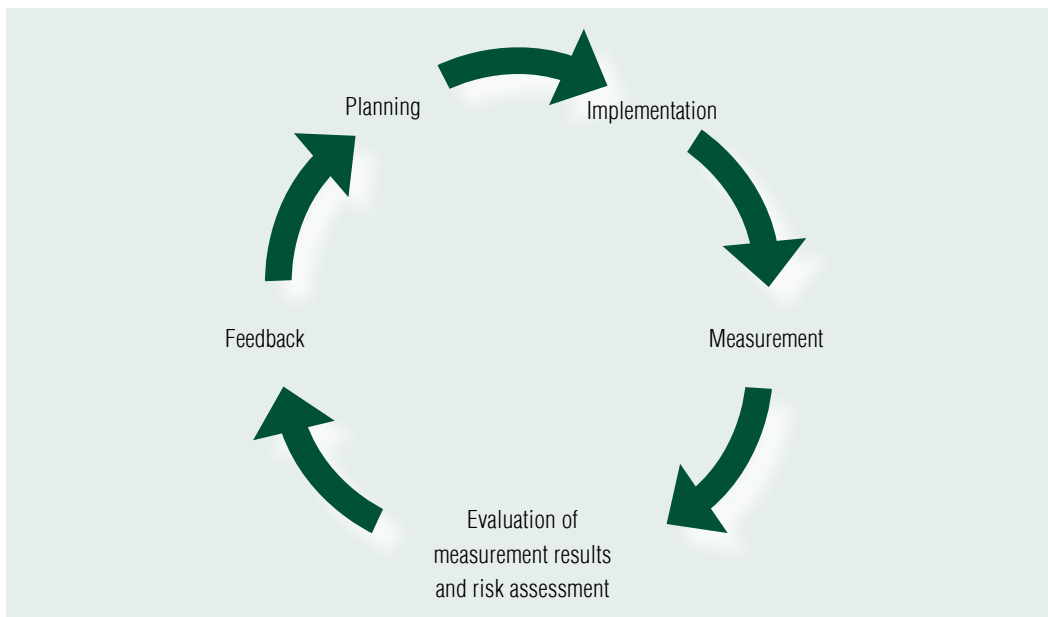 Planning
Implementation
Measurement
Evaluation of
measurement results
and risk assessment
Feedback